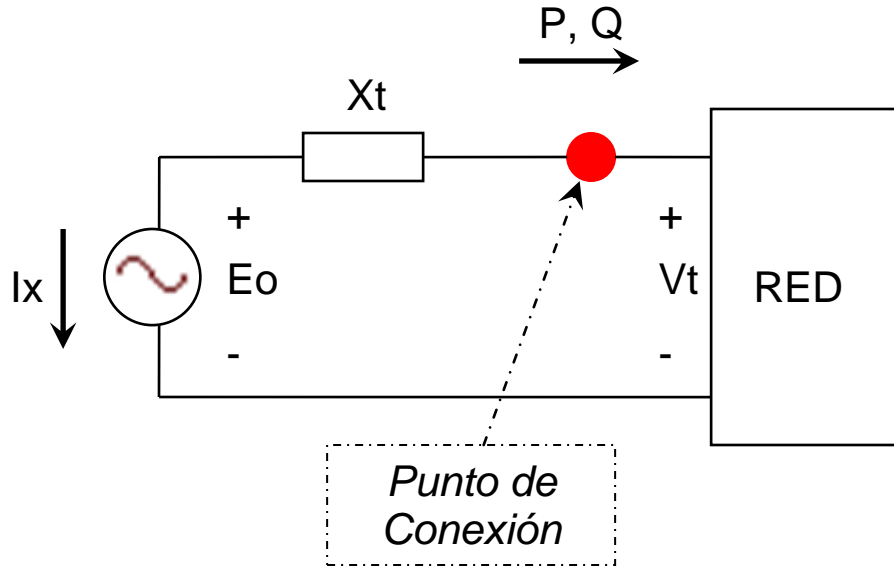 P, Q
Xt
+
+
Ix
Eo
Vt
RED
-
-
Punto de
Conexión